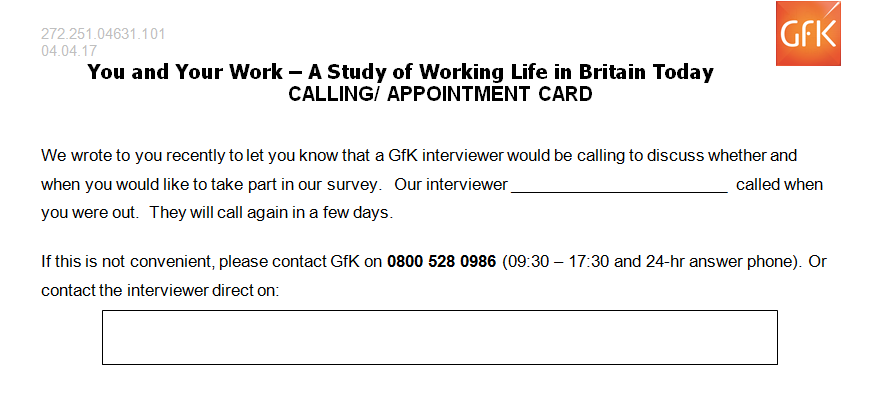 272.251.04631.101
04.04.17
GfK
You and Your Work – A Study of Working Life in Britain Today
CALLING/ APPOINTMENT CARD
We wrote to you recently to let you know that a GfK interviewer would be calling to discuss whether and
when you would like to take part in our survey. Our interviewer ________________________ called when
you were out. They will call again in a few days.
If this is not convenient, please contact GfK on 0800 528 0986 (09:30 – 17:30 and 24-hr answer phone). Or
contact the interviewer direct on: